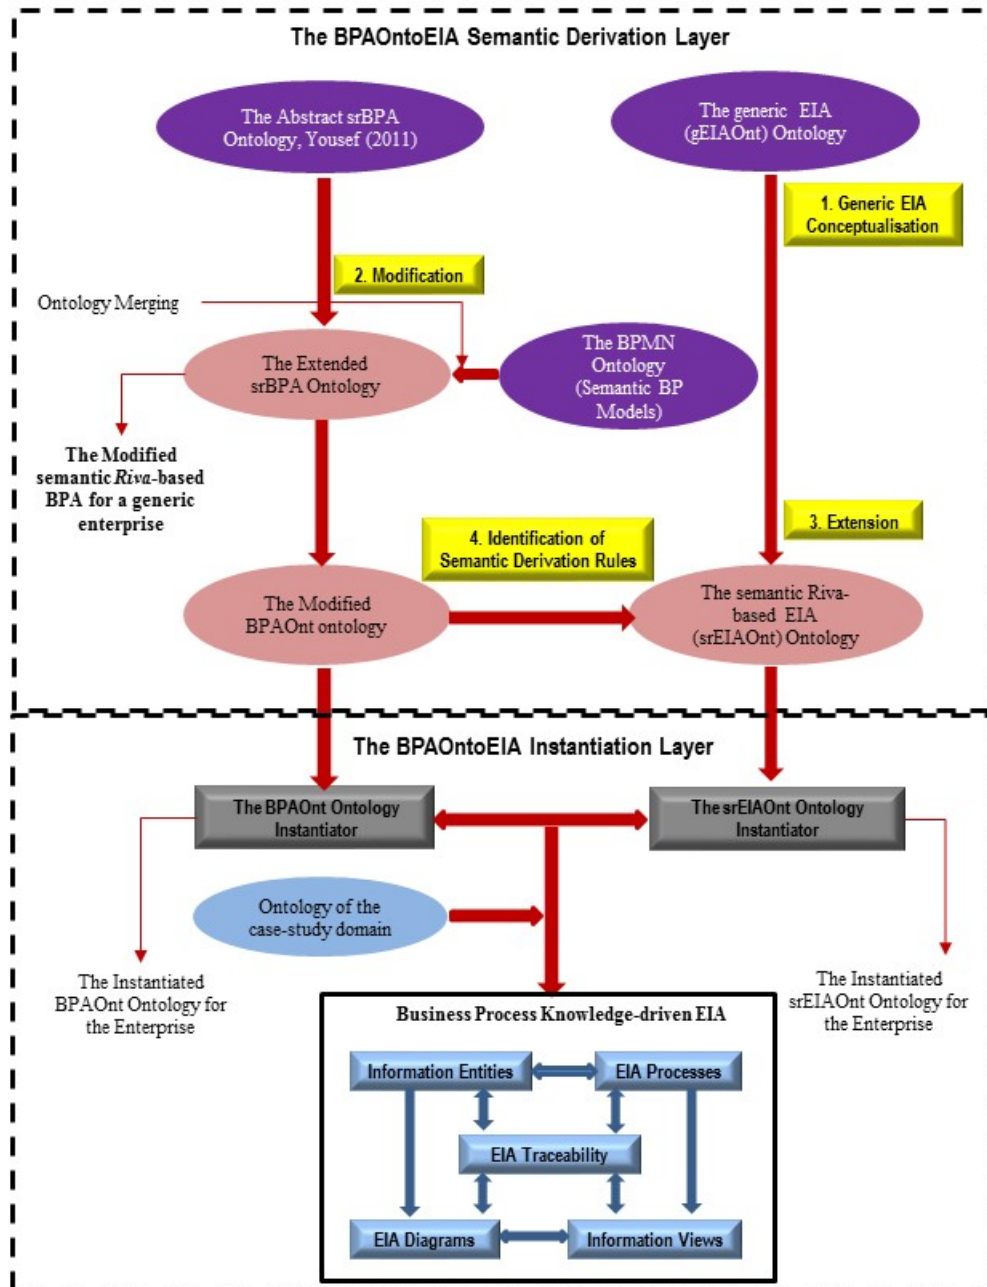 The BPAOntoEIA Semantic Derivation Layer
The Abstract srBPA
Ontology, Yousef (2011)
The generic EIA
(gEIAOnt) Ontology
1. Generic EIA
Conceptualisation
2. Modification
Ontology Merging
The Extended
srBPA Ontology
The BPMN
Ontology
(Semantic BP
Models)
The Modified
semantic Riva-based
BPA for a generic
enterprise
3. Extension
4. Identification of
Semantic Derivation Rules
The Modified
BPAOnt ontology
The semantic Riva-
based EIA
(srEIAOnt) Ontology
The BPAOntoEIA Instantiation Layer
The BPAOnt Ontology
Instantiator
The srEIAOnt Ontology
Instantiator
Ontology of the
case-study domain
The Instantiated
BPAOnt Ontology for
the Enterprise
The Instantiated
srEIAOnt Ontology for
the Enterprise
Business Process Knowledge-driven EIA
Information Entities
EIA Processes
EIA Traceability
EIA Diagrams
Information Views